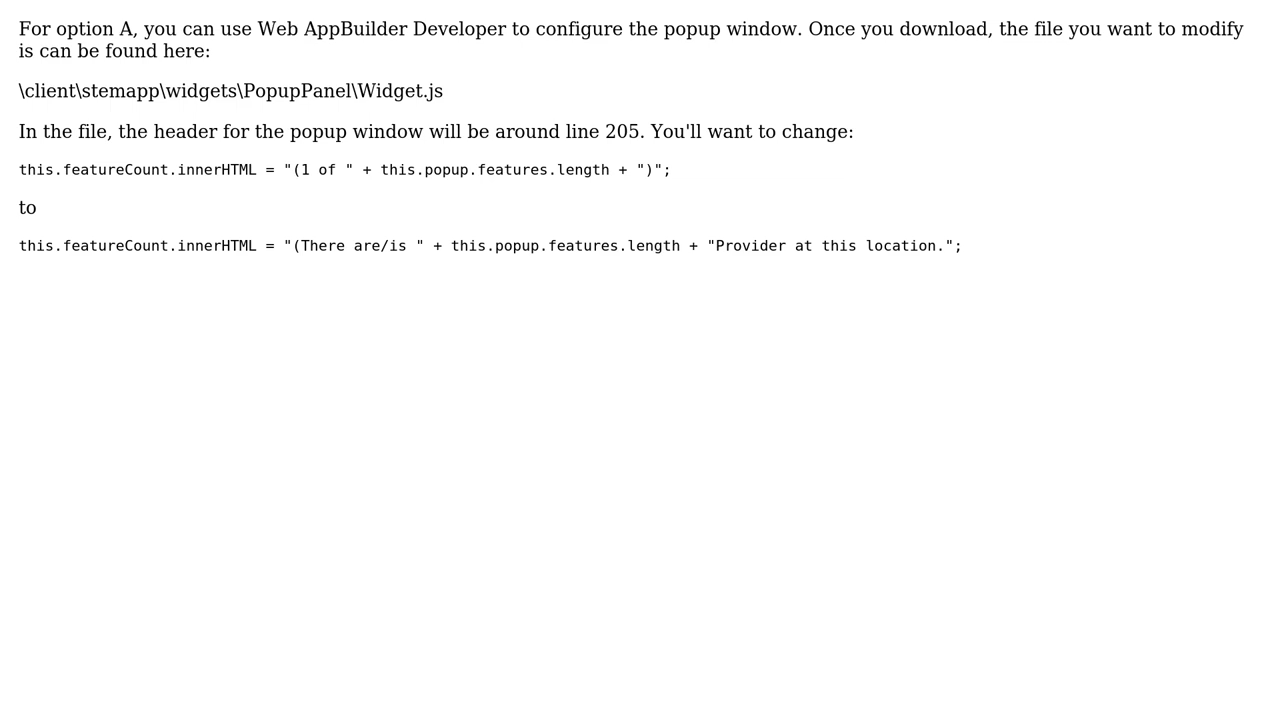 For option A, you can use Web AppBuilder Developer to configure the popup window. Once you download, the file you want to modify
is can be found here:
\client\stemapp\widgets\PopupPanel\Widget.js
In the file, the header for the popup window will be around line 205. You'll want to change:
this.featureCount.innerHTML = "(1 of " + this.popup.features.length + ")";
to
this.featureCount.innerHTML = "(There are/is " + this.popup.features.length + "Provider at this location.";